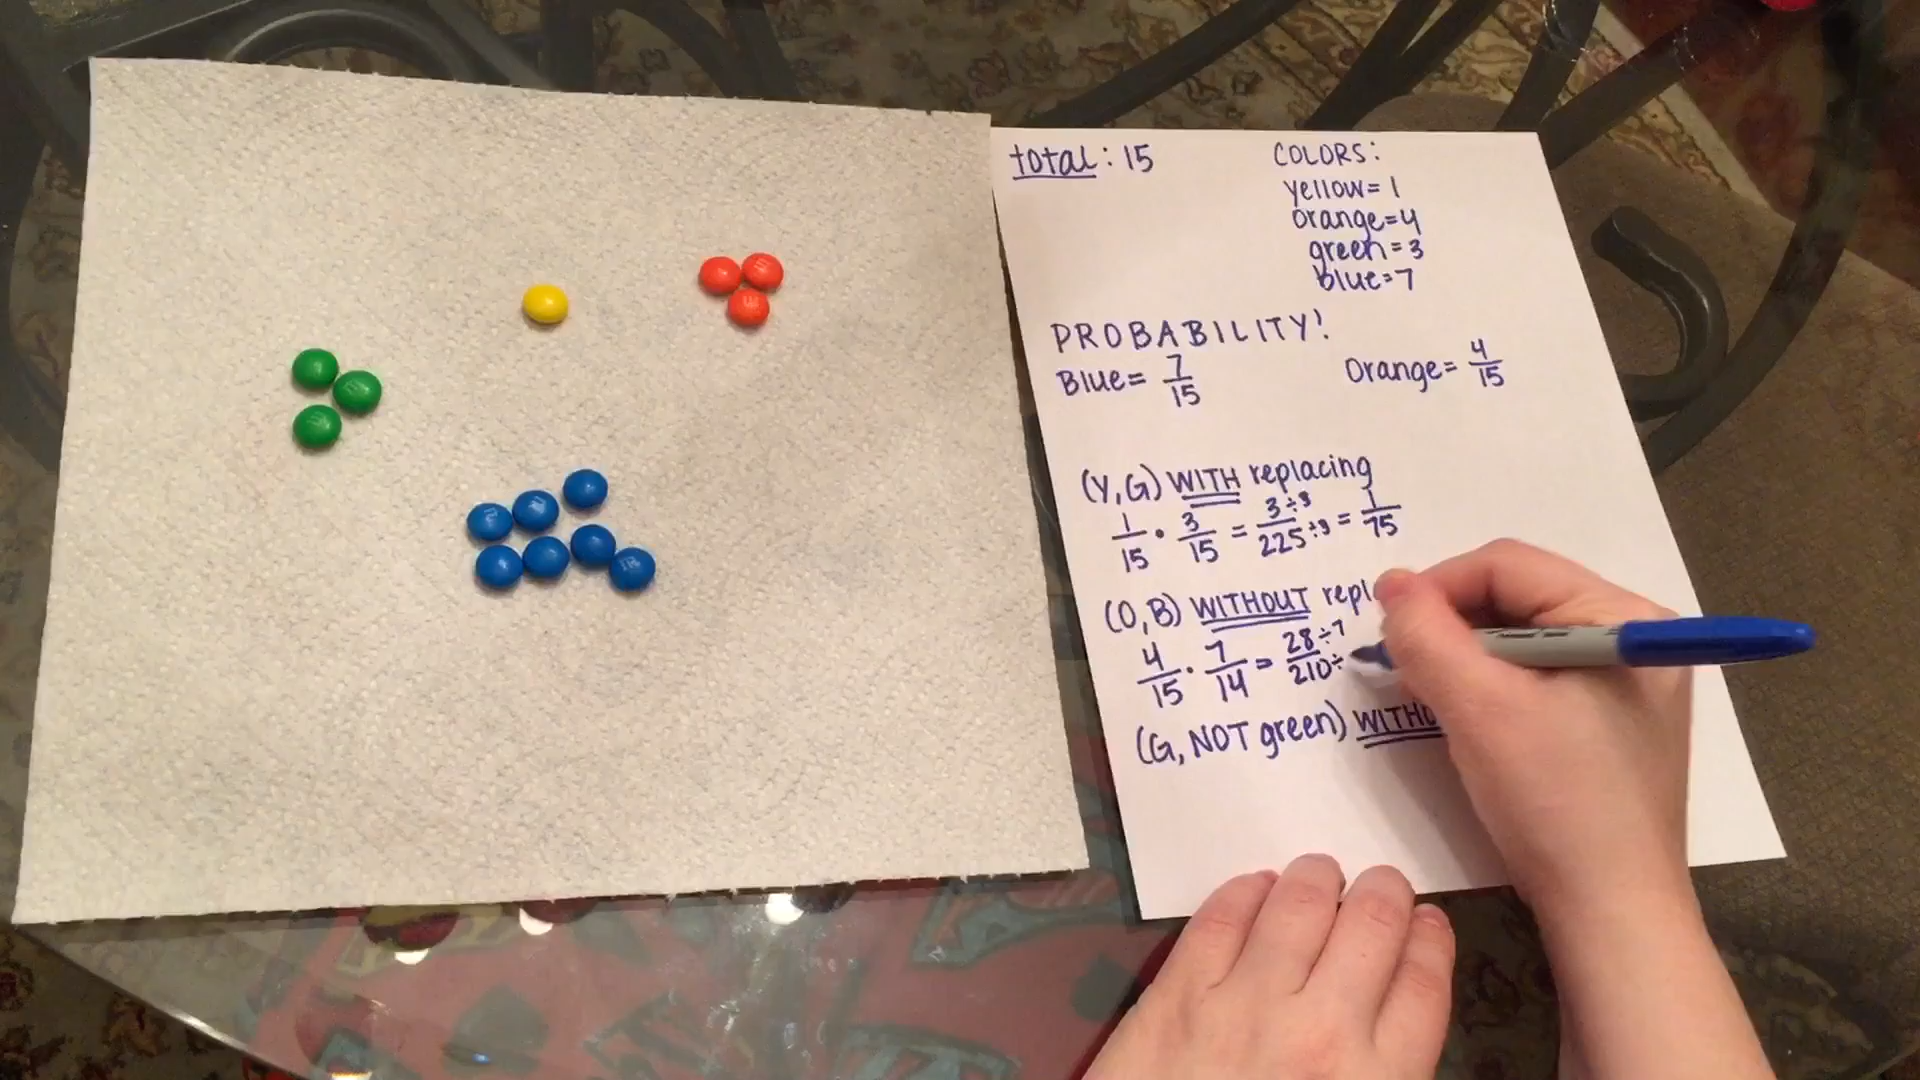 total: 15
COLORS:
yellow= 1
orange=4
green = 3
blue=7
PROBABILITY!
Blue= 7/15
Orange= 4/15
(Y,G) WITH replacing
1/15 · 3/15 = 3÷3/225÷3 = 1/75
(O,B) WITHOUT repl
4/15 · 7/14 = 28÷7/210÷
(G, NOT green) WITHO